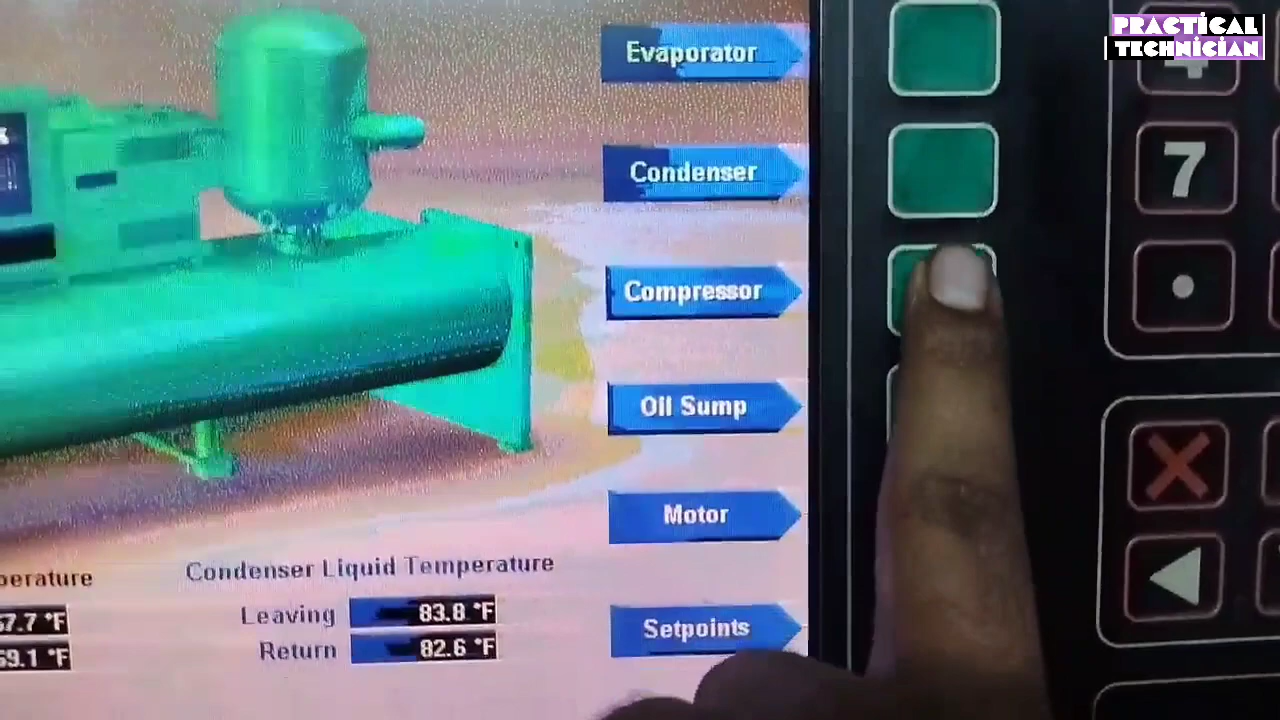 PRACTICAL
TECHNICIAN
Evaporator
Condenser
7
Compressor
Oil Sump
Motor
Condenser Liquid Temperature
Leaving 83.8 °F
7.7 °F
Return 82.6 °F
9.1 °F
Setpoints